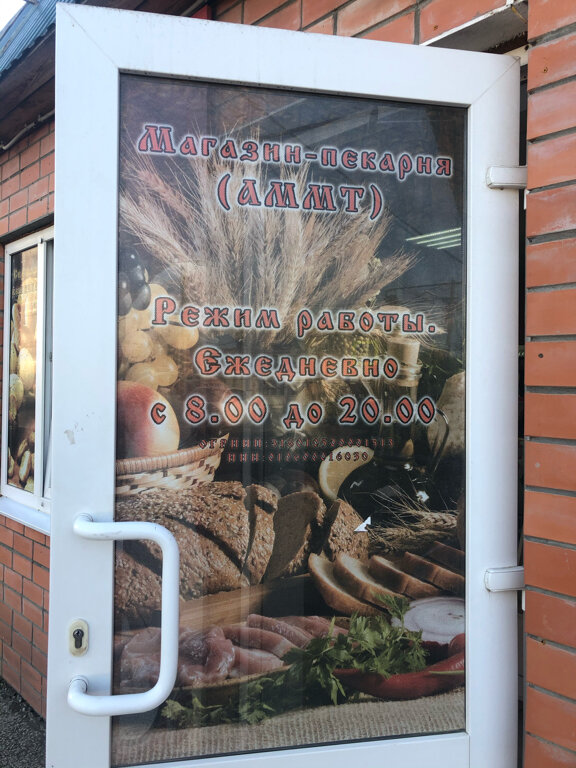 Магазин-пекарня
(АММТ)
Режим работы.
Ежедневно
с 8.00 до 20.00